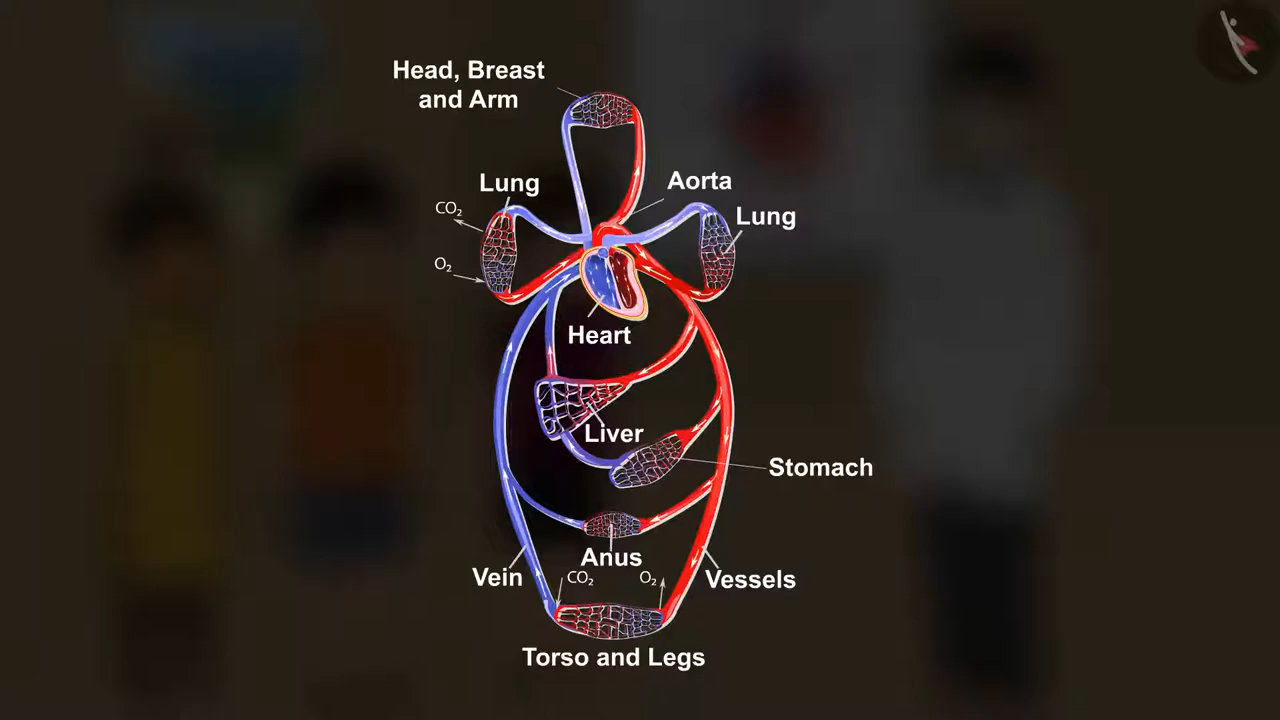 Head, Breast
and Arm
Aorta
Lung
CO₂
Lung
O₂
Heart
Liver
Stomach
Anus
Vein
CO₂
O₂
Vessels
Torso and Legs